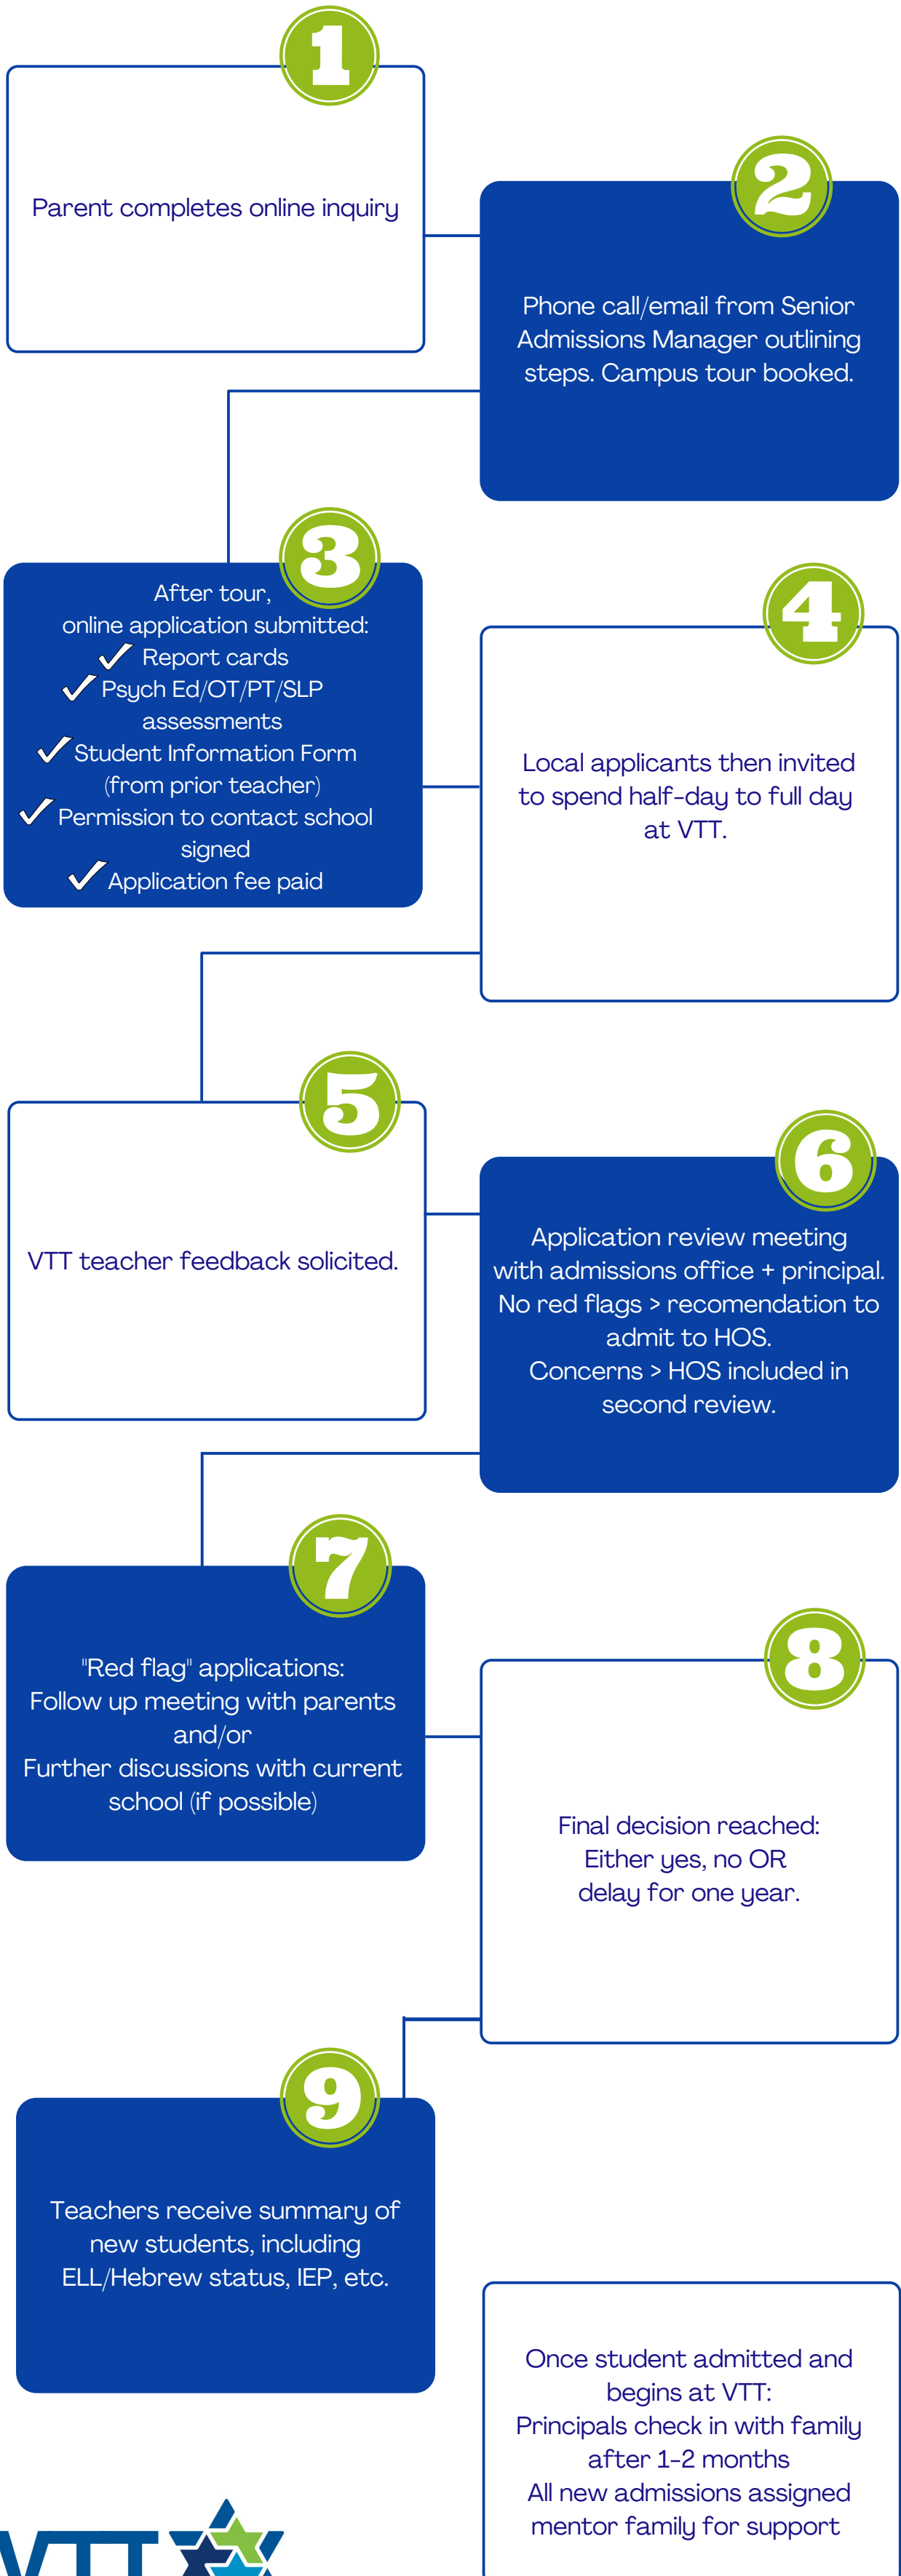 1
Parent completes online inquiry
2
Phone call/email from Senior
Admissions Manager outlining
steps. Campus tour booked.
3
After tour,
online application submitted:
Report cards
Psych Ed/OT/PT/SLP
assessments
Student Information Form
(from prior teacher)
Permission to contact school
signed
Application fee paid
4
Local applicants then invited
to spend half-day to full day
at VTT.
5
VTT teacher feedback solicited.
6
Application review meeting
with admissions office + principal.
No red flags > recomendation to
admit to HOS.
Concerns > HOS included in
second review.
7
"Red flag" applications:
Follow up meeting with parents
and/or
Further discussions with current
school (if possible)
8
Final decision reached:
Either yes, no OR
delay for one year.
9
Teachers receive summary of
new students, including
ELL/Hebrew status, IEP, etc.
Once student admitted and
begins at VTT:
Principals check in with family
after 1-2 months
All new admissions assigned
mentor family for support
VTT